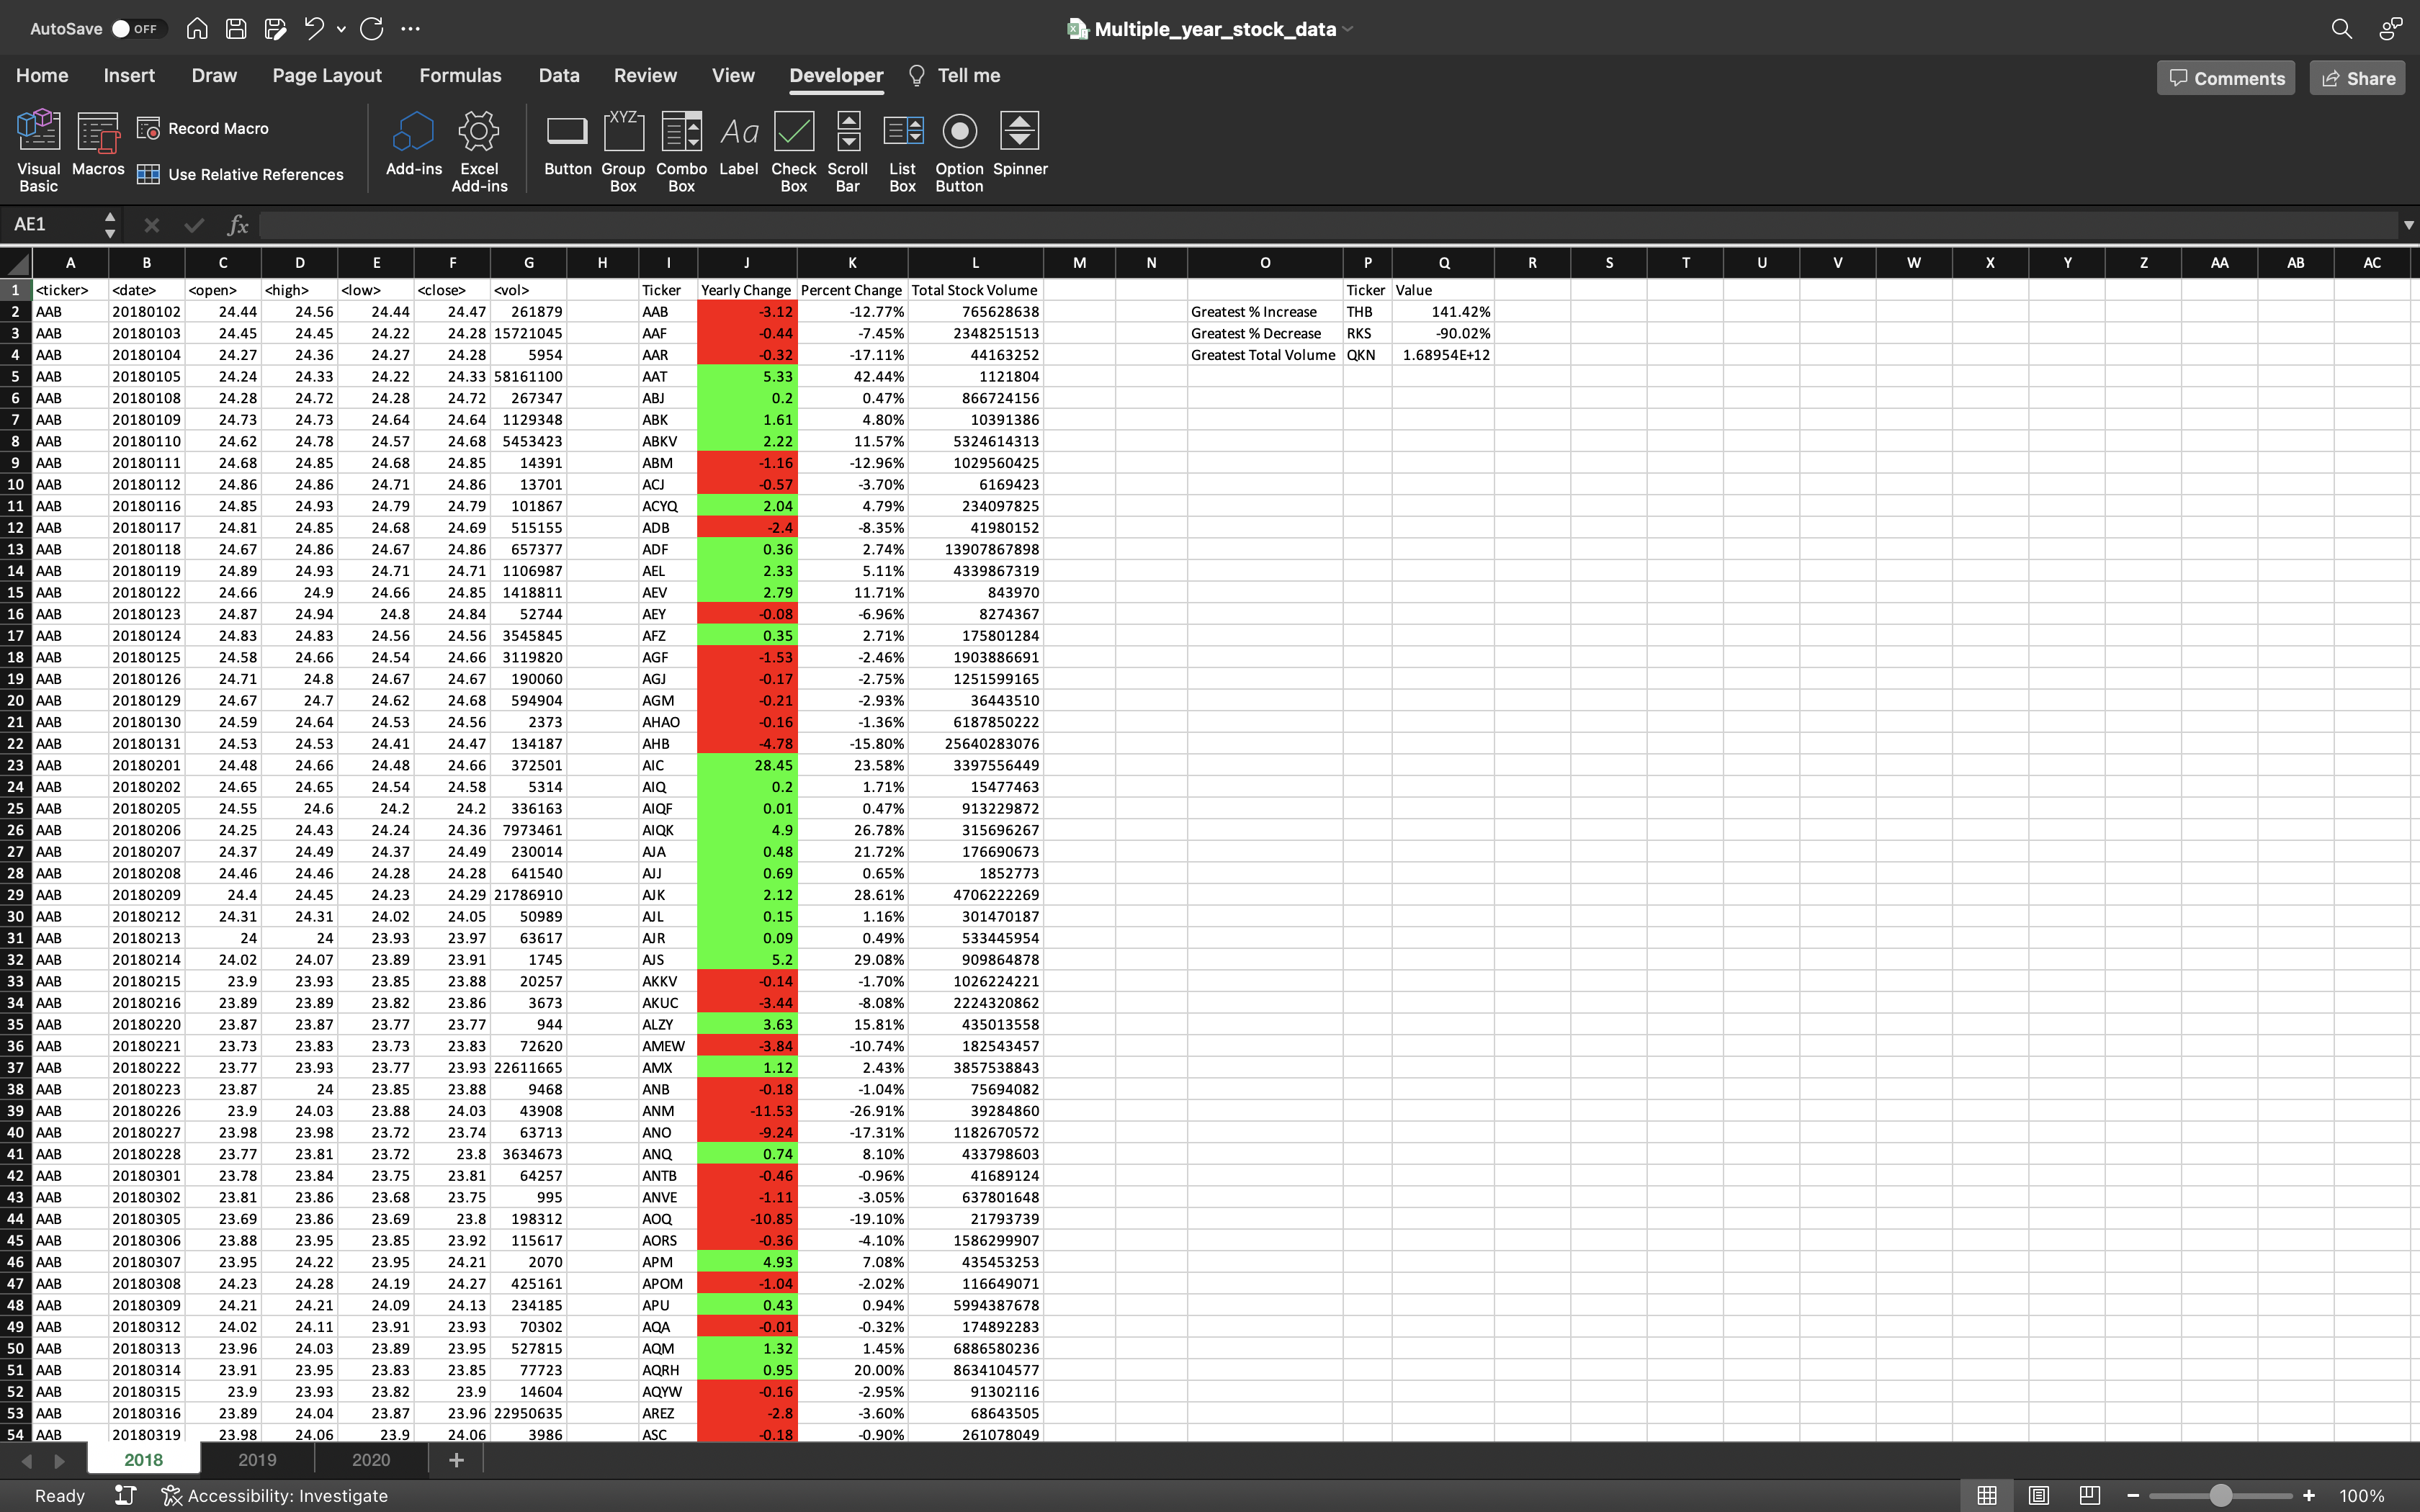 AutoSave OFF
Multiple_year_stock_data
Home Insert Draw Page Layout Formulas Data Review View Developer Tell me Comments Share
Visual Basic Macros Record Macro Use Relative References Add-ins Excel Add-ins Button Group Box Combo Box Label Check Box Scroll Bar List Box Option Button Spinner
AE1 fx
A B C D E F G H I J K L M N O P Q R S T U V W X Y Z AA AB AC
1 <ticker> <date> <open> <high> <low> <close> <vol> Ticker Yearly Change Percent Change Total Stock Volume Ticker Value
2 AAB 20180102 24.44 24.56 24.44 24.47 261879 AAB -3.12 -12.77% 765628638 Greatest % Increase THB 141.42%
3 AAB 20180103 24.45 24.45 24.22 24.28 15721045 AAF -0.44 -7.45% 2348251513 Greatest % Decrease RKS -90.02%
4 AAB 20180104 24.27 24.36 24.27 24.28 5954 AAR -0.32 -17.11% 44163252 Greatest Total Volume QKN 1.68954E+12
5 AAB 20180105 24.24 24.33 24.22 24.33 58161100 AAT 5.33 42.44% 1121804
6 AAB 20180108 24.28 24.72 24.28 24.72 267347 ABJ 0.2 0.47% 866724156
7 AAB 20180109 24.73 24.73 24.64 24.64 1129348 ABK 1.61 4.80% 10391386
8 AAB 20180110 24.62 24.78 24.57 24.68 5453423 ABKV 2.22 11.57% 5324614313
9 AAB 20180111 24.68 24.85 24.68 24.85 14391 ABM -1.16 -12.96% 1029560425
10 AAB 20180112 24.86 24.86 24.71 24.86 13701 ACJ -0.57 -3.70% 6169423
11 AAB 20180116 24.85 24.93 24.79 24.79 101867 ACYQ 2.04 4.79% 234097825
12 AAB 20180117 24.81 24.85 24.68 24.69 515155 ADB -2.4 -8.35% 41980152
13 AAB 20180118 24.67 24.86 24.67 24.86 657377 ADF 0.36 2.74% 13907867898
14 AAB 20180119 24.89 24.93 24.71 24.71 1106987 AEL 2.33 5.11% 4339867319
15 AAB 20180122 24.66 24.9 24.66 24.85 1418811 AEV 2.79 11.71% 843970
16 AAB 20180123 24.87 24.94 24.8 24.84 52744 AEY -0.08 -6.96% 8274367
17 AAB 20180124 24.83 24.83 24.56 24.56 3545845 AFZ 0.35 2.71% 175801284
18 AAB 20180125 24.58 24.66 24.54 24.66 3119820 AGF -1.53 -2.46% 1903886691
19 AAB 20180126 24.71 24.8 24.67 24.67 190060 AGJ -0.17 -2.75% 1251599165
20 AAB 20180129 24.67 24.7 24.62 24.68 594904 AGM -0.21 -2.93% 36443510
21 AAB 20180130 24.59 24.64 24.53 24.56 2373 AHAO -0.16 -1.36% 6187850222
22 AAB 20180131 24.53 24.53 24.41 24.47 134187 AHB -4.78 -15.80% 25640283076
23 AAB 20180201 24.48 24.66 24.48 24.66 372501 AIC 28.45 23.58% 3397556449
24 AAB 20180202 24.65 24.65 24.54 24.58 5314 AIQ 0.2 1.71% 15477463
25 AAB 20180205 24.55 24.6 24.2 24.2 336163 AIQF 0.01 0.47% 913229872
26 AAB 20180206 24.25 24.43 24.24 24.36 7973461 AIQK 4.9 26.78% 315696267
27 AAB 20180207 24.37 24.49 24.37 24.49 230014 AJA 0.48 21.72% 176690673
28 AAB 20180208 24.46 24.46 24.28 24.28 641540 AJJ 0.69 0.65% 1852773
29 AAB 20180209 24.4 24.45 24.23 24.29 21786910 AJK 2.12 28.61% 4706222269
30 AAB 20180212 24.31 24.31 24.02 24.05 50989 AJL 0.15 1.16% 301470187
31 AAB 20180213 24 24 23.93 23.97 63617 AJR 0.09 0.49% 533445954
32 AAB 20180214 24.02 24.07 23.89 23.91 1745 AJS 5.2 29.08% 909864878
33 AAB 20180215 23.9 23.93 23.85 23.88 20257 AKKV -0.14 -1.70% 1026224221
34 AAB 20180216 23.89 23.89 23.82 23.86 3673 AKUC -3.44 -8.08% 2224320862
35 AAB 20180220 23.87 23.87 23.77 23.77 944 ALZY 3.63 15.81% 435013558
36 AAB 20180221 23.73 23.83 23.73 23.83 72620 AMEW -3.84 -10.74% 182543457
37 AAB 20180222 23.77 23.93 23.77 23.93 22611665 AMX 1.12 2.43% 3857538843
38 AAB 20180223 23.87 24 23.85 23.88 9468 ANB -0.18 -1.04% 75694082
39 AAB 20180226 23.9 24.03 23.88 24.03 43908 ANM -11.53 -26.91% 39284860
40 AAB 20180227 23.98 23.98 23.72 23.74 63713 ANO -9.24 -17.31% 1182670572
41 AAB 20180228 23.77 23.81 23.72 23.8 3634673 ANQ 0.74 8.10% 433798603
42 AAB 20180301 23.78 23.84 23.75 23.81 64257 ANTB -0.46 -0.96% 41689124
43 AAB 20180302 23.81 23.86 23.68 23.75 995 ANVE -1.11 -3.05% 637801648
44 AAB 20180305 23.69 23.86 23.69 23.8 198312 AOQ -10.85 -19.10% 21793739
45 AAB 20180306 23.88 23.95 23.85 23.92 115617 AORS -0.36 -4.10% 1586299907
46 AAB 20180307 23.95 24.22 23.95 24.21 2070 APM 4.93 7.08% 435453253
47 AAB 20180308 24.23 24.28 24.19 24.27 425161 APOM -1.04 -2.02% 116649071
48 AAB 20180309 24.21 24.21 24.09 24.13 234185 APU 0.43 0.94% 5994387678
49 AAB 20180312 24.02 24.11 23.91 23.93 70302 AQA -0.01 -0.32% 174892283
50 AAB 20180313 23.96 24.03 23.89 23.95 527815 AQM 1.32 1.45% 6886580236
51 AAB 20180314 23.91 23.95 23.83 23.85 77723 AQRH 0.95 20.00% 8634104577
52 AAB 20180315 23.9 23.93 23.82 23.9 14604 AQYW -0.16 -2.95% 91302116
53 AAB 20180316 23.89 24.04 23.87 23.96 22950635 AREZ -2.8 -3.60% 68643505
54 AAB 20180319 23.98 24.06 23.9 24.06 3986 ASC -0.18 -0.90% 261078049
2018 2019 2020 +
Ready Accessibility: Investigate 100%